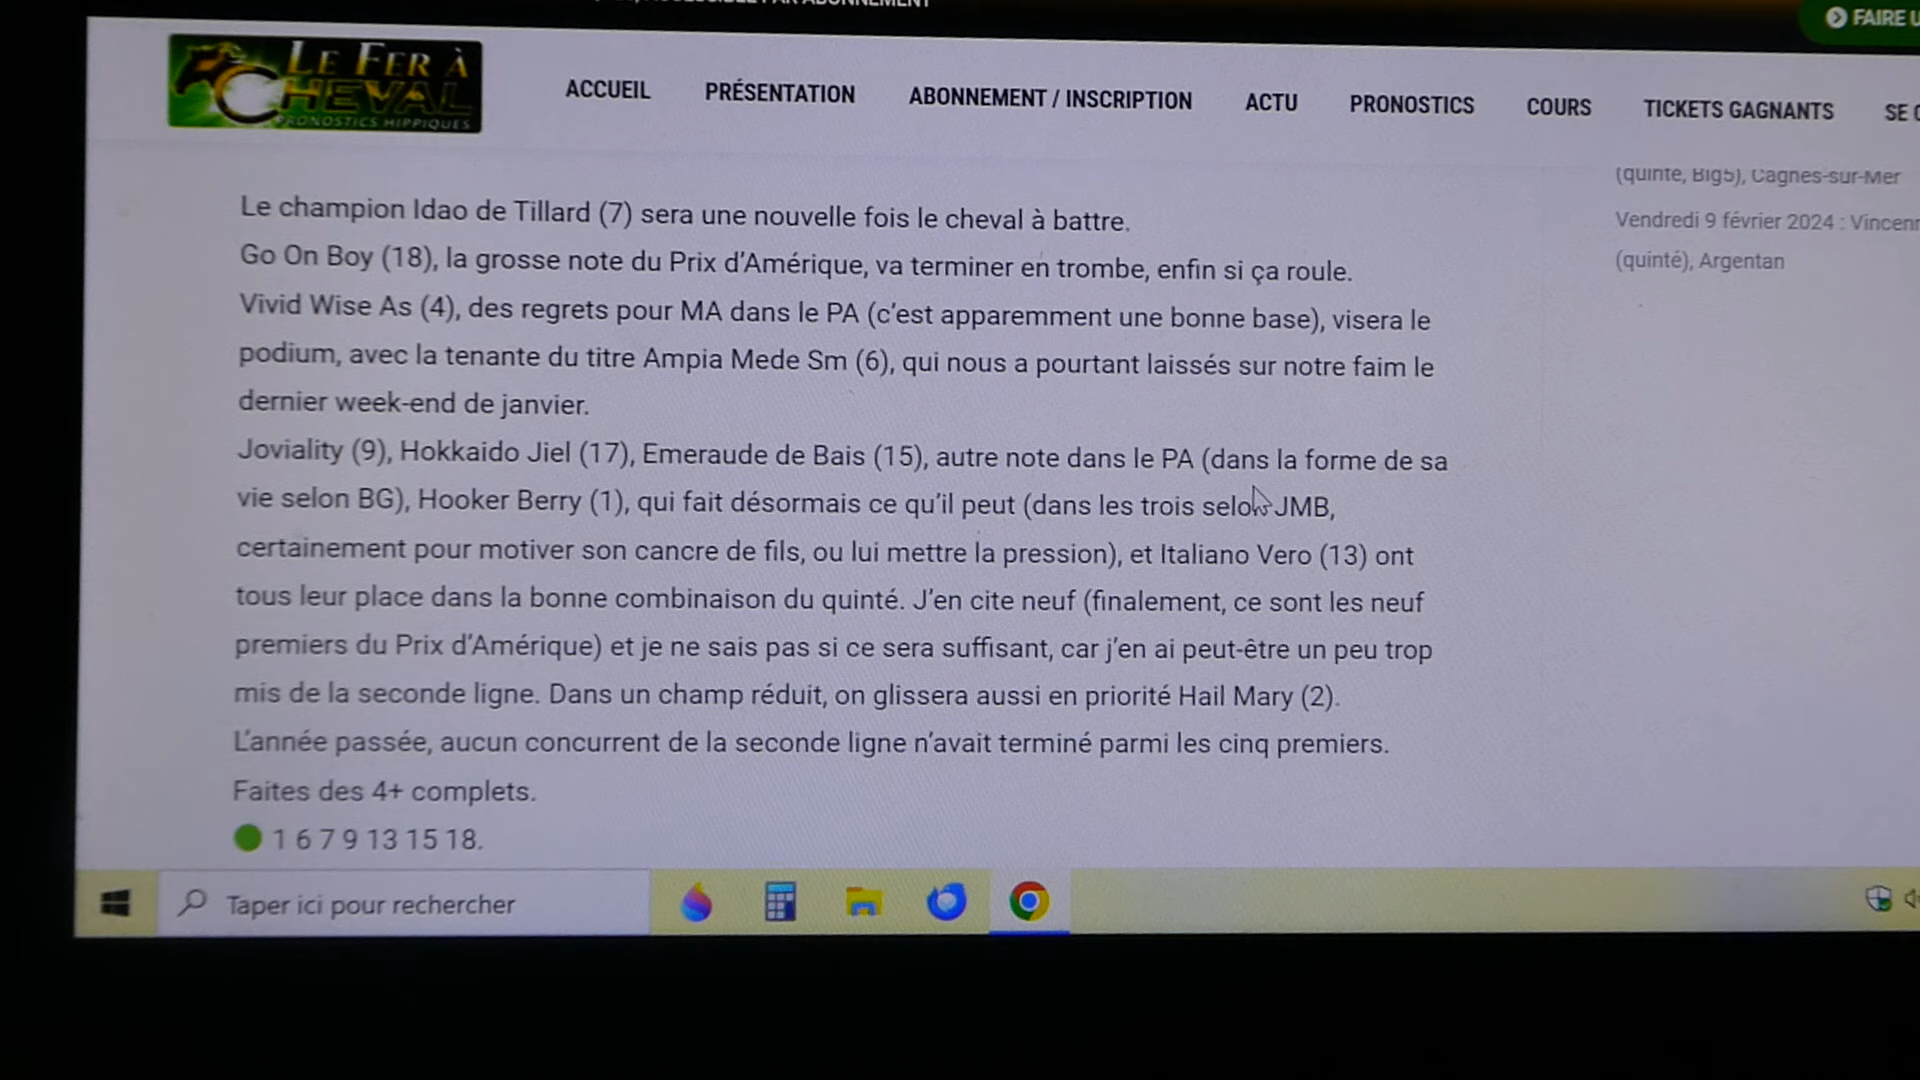 FAIRE U
LE FER À
CHEVAL
PRONOSTICS HIPPIQUES
ACCUEIL PRÉSENTATION ABONNEMENT / INSCRIPTION ACTU PRONOSTICS COURS TICKETS GAGNANTS SE
(quinté, Big5), Cagnes-sur-Mer
Vendredi 9 février 2024 : Vincenn
(quinté), Argentan
Le champion Idao de Tillard (7) sera une nouvelle fois le cheval à battre.
Go On Boy (18), la grosse note du Prix d’Amérique, va terminer en trombe, enfin si ça roule.
Vivid Wise As (4), des regrets pour MA dans le PA (c’est apparemment une bonne base), visera le
podium, avec la tenante du titre Ampia Mede Sm (6), qui nous a pourtant laissés sur notre faim le
dernier week-end de janvier.
Joviality (9), Hokkaido Jiel (17), Emeraude de Bais (15), autre note dans le PA (dans la forme de sa
vie selon BG), Hooker Berry (1), qui fait désormais ce qu’il peut (dans les trois selon JMB,
certainement pour motiver son cancre de fils, ou lui mettre la pression), et Italiano Vero (13) ont
tous leur place dans la bonne combinaison du quinté. J’en cite neuf (finalement, ce sont les neuf
premiers du Prix d’Amérique) et je ne sais pas si ce sera suffisant, car j’en ai peut-être un peu trop
mis de la seconde ligne. Dans un champ réduit, on glissera aussi en priorité Hail Mary (2).
L’année passée, aucun concurrent de la seconde ligne n’avait terminé parmi les cinq premiers.
Faites des 4+ complets.
1 6 7 9 13 15 18.
Taper ici pour rechercher